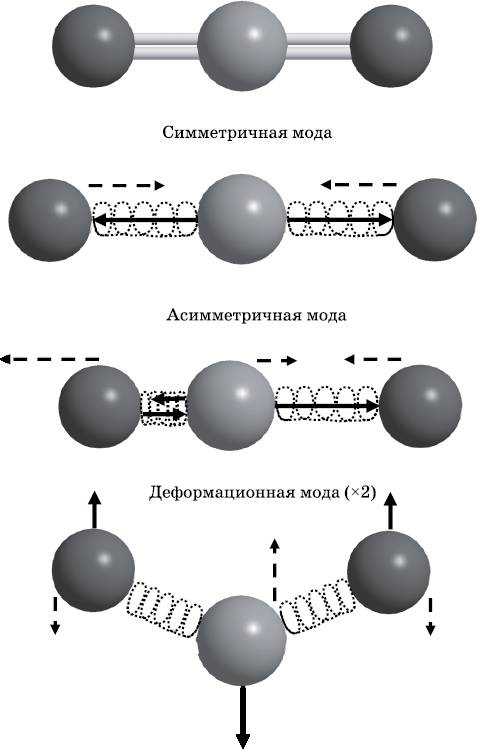 Симметричная мода
Асимметричная мода
Деформационная мода (×2)